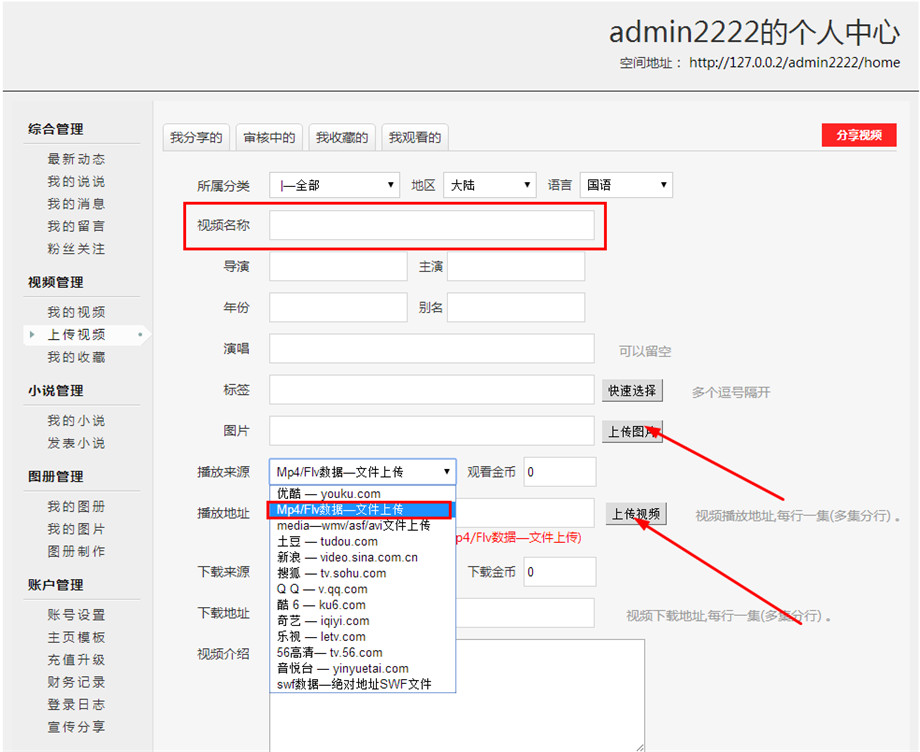 admin2222的个人中心
空间地址： http://127.0.0.2/admin2222/home
综合管理
最新动态
我的说说
我的消息
我的留言
粉丝关注
视频管理
我的视频
上传视频
我的收藏
小说管理
我的小说
发表小说
图册管理
我的图册
我的图片
图册制作
账户管理
账号设置
主页模板
充值升级
财务记录
登录日志
宣传分享
我分享的 审核中的 我收藏的 我观看的 分享视频
所属分类 |—全部 地区 大陆 语言 国语
视频名称
导演 主演
年份 别名
演唱 可以留空
标签 快速选择 多个逗号隔开
图片 上传图片
播放来源 Mp4/Flv数据—文件上传 观看金币 0
优酷 — youku.com
Mp4/Flv数据—文件上传
media—wmv/asf/avi文件上传
土豆 — tudou.com
新浪 — video.sina.com.cn
搜狐 — tv.sohu.com
Q Q — v.qq.com
酷 6 — ku6.com
奇艺 — iqiyi.com
乐视 — letv.com
56高清— tv.56.com
音悦台 — yinyuetai.com
swf数据—绝对地址SWF文件
播放地址 上传视频 视频播放地址,每行一集(多集分行) 。
p4/Flv数据—文件上传)
下载来源 下载金币 0
下载地址 视频下载地址,每行一集(多集分行) 。
视频介绍